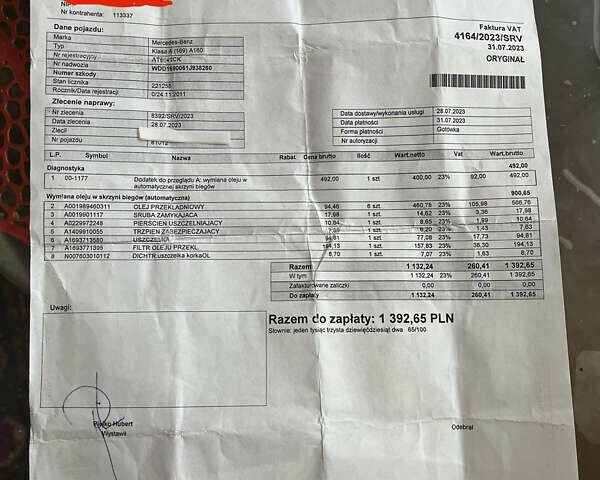 NIP:
Nr kontrahenta: 113337
Dane pojazdu:
Faktura VAT
4164/2023/SRV
31.07.2023
ORYGINAŁ
Marka Mercedes-Benz
Typ Klasa A (169) A160
Nr rejestracyjny
Nr nadwozia
Numer szkody
Stan licznika 221258
Rocznik/Data rejestracji 0/24.11.2011
Zlecenie naprawy:
Nr zlecenia 8392/SRV/2023
Data zlecenia 28.07.2023
Zlecił
Nr pojazdu
Data dostawy/wykonania usługi 28.07.2023
Data płatności 31.07.2023
Forma płatności Gotówka
Nr autoryzacji
L.P. Symbol Nazwa Rabat Cena brutto Ilość Wart.netto Vat Wart.brutto
Diagnostyka 492,00
1 00-1177 Dodatek do przeglądu A: wymiana oleju w automatycznej skrzyni biegów 492,00 1 szt. 400,00 23% 92,00 492,00
Wymiana oleju w skrzyni biegów (automatyczna) 900,65
2 A001989460311 OLEJ PRZEKŁADNIOWY 94,46 6 szt. 460,78 23% 105,98 566,76
3 A0019901117 SRUBA ZAMYKAJĄCA 17,98 1 szt. 14,62 23% 3,36 17,98
4 A0229972248 PIERSCIEN USZCZELNIAJĄCY 10,64 1 szt. 8,65 23% 1,99 10,64
5 A1409910055 TRZPIEN ZABEZPIECZAJĄCY 1 szt. 6,20 23% 1,43 7,63
6 A1693713580 USZCZELKA 94,81 1 szt. 77,08 23% 17,73 94,81
7 A1693771395 FILTR OLEJU PRZEKŁ. 194,13 1 szt. 157,83 23% 36,30 194,13
8 N007603010112 DICHTR.uszczelka korkaOL 8,70 1 szt. 7,07 23% 1,63 8,70
Razem 1 132,24 260,41 1 392,65
W tym 1 132,24 23% 260,41 1 392,65
Zafakturowane zaliczki 0,00 0,00 0,00
Do zapłaty 1 132,24 260,41 1 392,65
Uwagi:
Razem do zapłaty: 1 392,65 PLN
Słownie: jeden tysiąc trzysta dziewięćdziesiąt dwa 65/100
Hubert
Wystawił
Odebrał